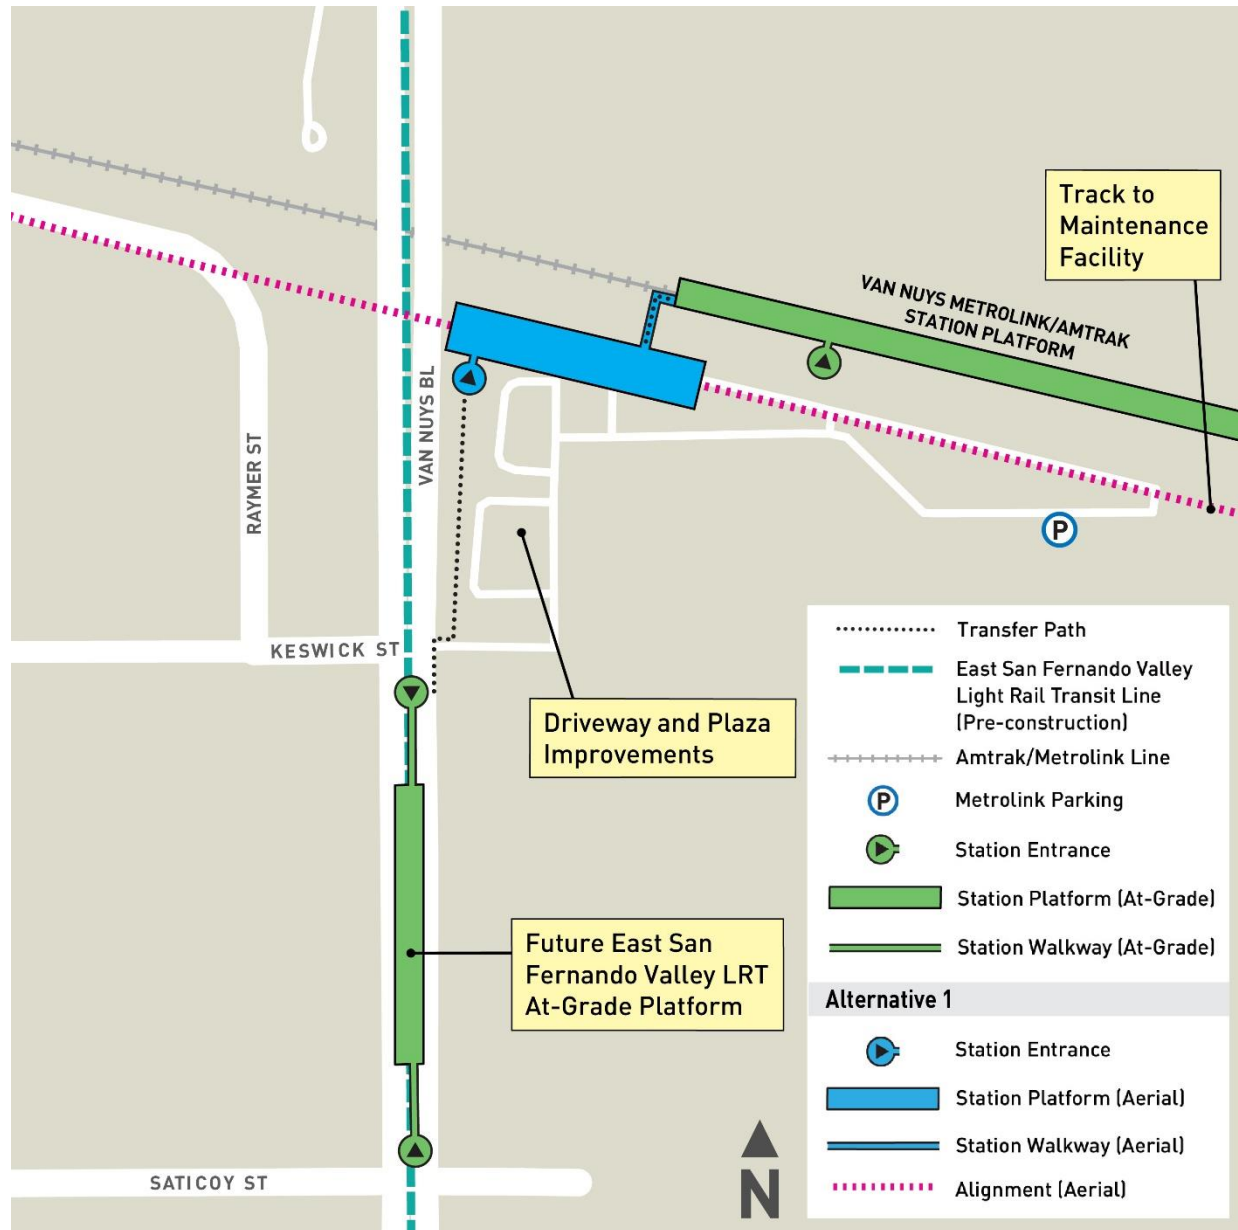 Track to
Maintenance
Facility
VAN NUYS METROLINK/AMTRAK
STATION PLATFORM
VAN NUYS BL
RAYMER ST
P
KESWICK ST
Driveway and Plaza
Improvements
Future East San
Fernando Valley LRT
At-Grade Platform
SATICOY ST
N
Transfer Path
East San Fernando Valley
Light Rail Transit Line
(Pre-construction)
Amtrak/Metrolink Line
P
Metrolink Parking
Station Entrance
Station Platform (At-Grade)
Station Walkway (At-Grade)
Alternative 1
Station Entrance
Station Platform (Aerial)
Station Walkway (Aerial)
Alignment (Aerial)